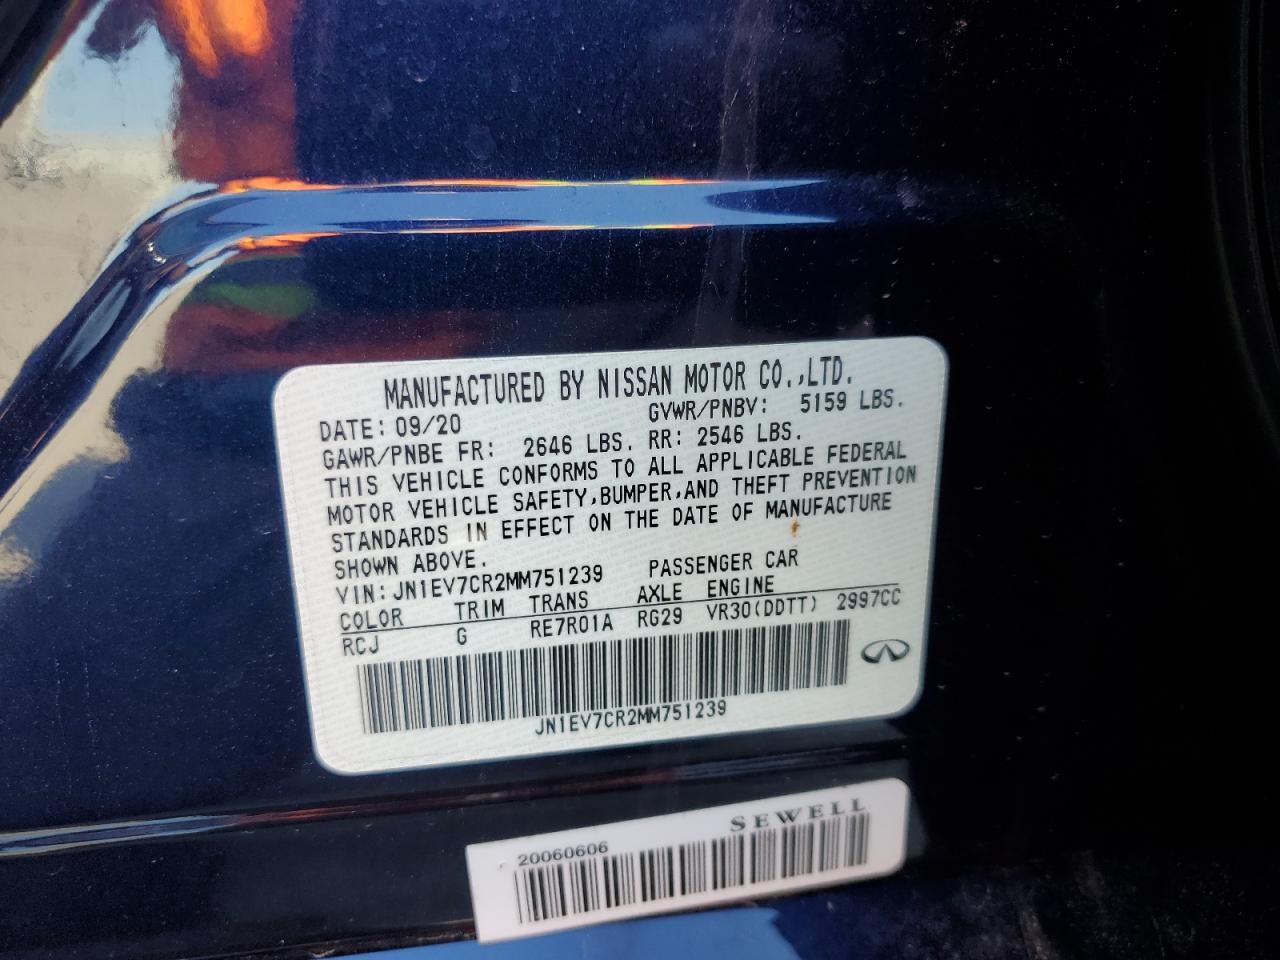 MANUFACTURED BY NISSAN MOTOR CO.,LTD.
DATE: 09/20 GVWR/PNBV: 5159 LBS.
GAWR/PNBE FR: 2646 LBS. RR: 2546 LBS.
THIS VEHICLE CONFORMS TO ALL APPLICABLE FEDERAL
MOTOR VEHICLE SAFETY,BUMPER,AND THEFT PREVENTION
STANDARDS IN EFFECT ON THE DATE OF MANUFACTURE
SHOWN ABOVE.
VIN: JN1EV7CR2MM751239 PASSENGER CAR
COLOR TRIM TRANS AXLE ENGINE
RCJ G RE7R01A RG29 VR30(DDTT) 2997CC
JN1EV7CR2MM751239
SEWELL
20060606